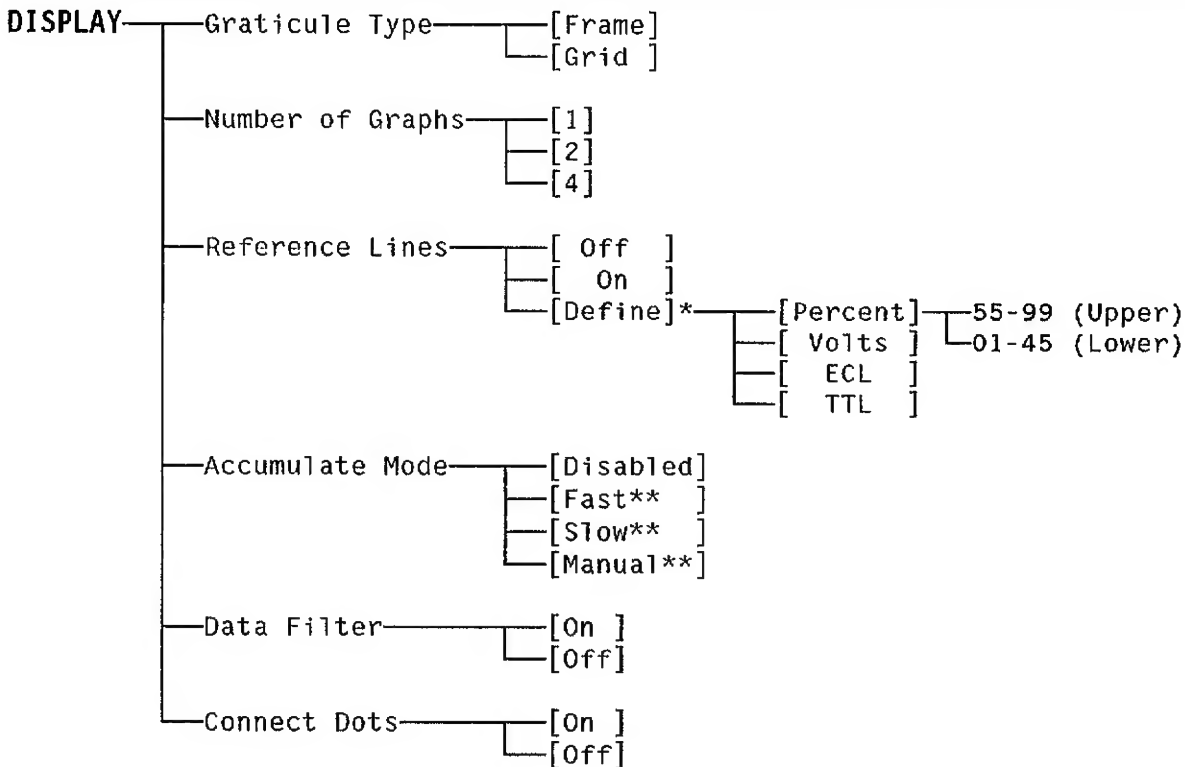 DISPLAY Graticule Type [Frame]
[Grid ]
Number of Graphs [1]
[2]
[4]
Reference Lines [ Off ]
[ On ]
[Define]* [Percent] 55-99 (Upper)
[ Volts ] 01-45 (Lower)
[ ECL ]
[ TTL ]
Accumulate Mode [Disabled]
[Fast** ]
[Slow** ]
[Manual**]
Data Filter [On ]
[Off]
Connect Dots [On ]
[Off]